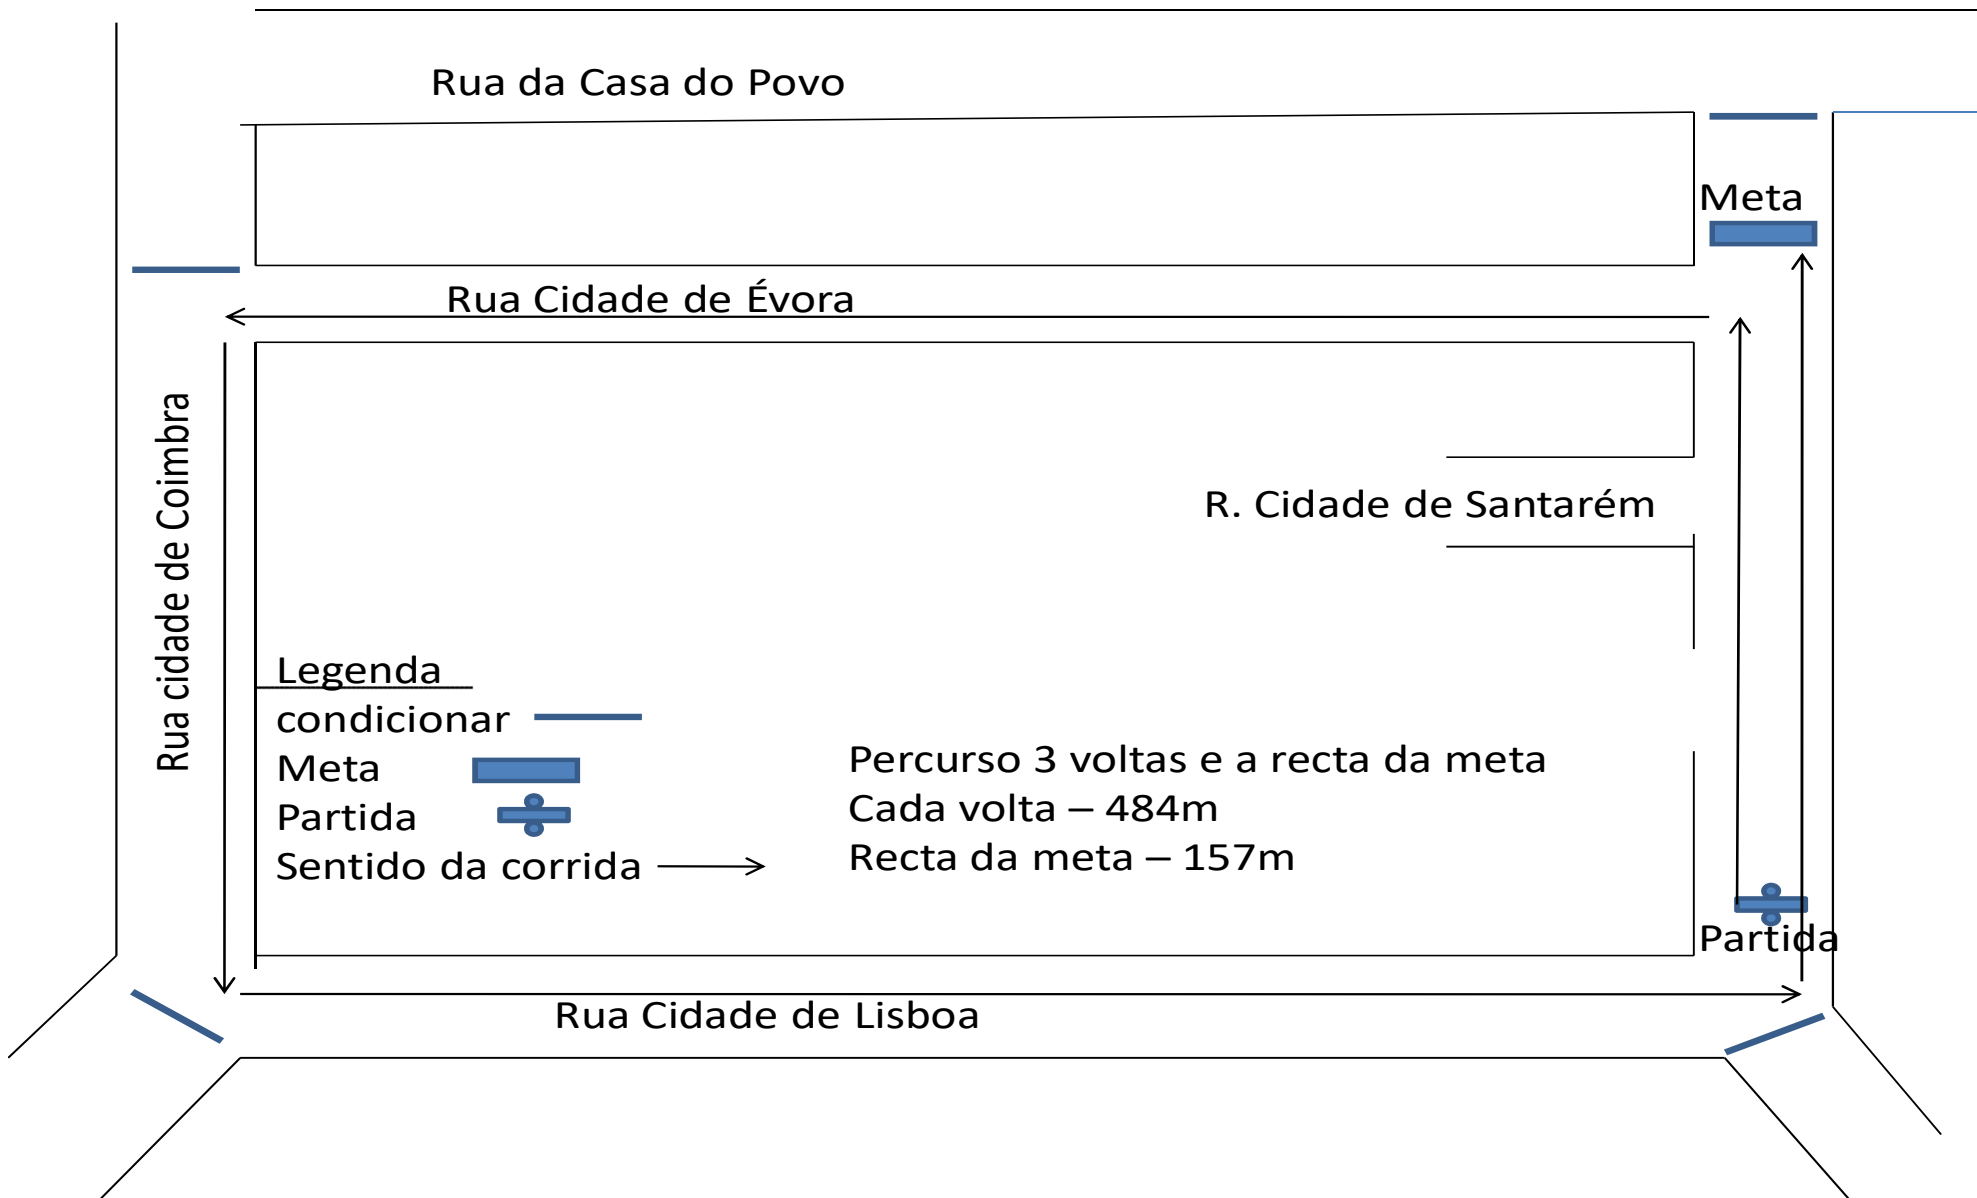 Rua da Casa do Povo
Meta
Rua Cidade de Évora
Rua cidade de Coimbra
R. Cidade de Santarém
Legenda
condicionar
Meta
Partida
Sentido da corrida
Percurso 3 voltas e a recta da meta
Cada volta – 484m
Recta da meta – 157m
Partida
Rua Cidade de Lisboa